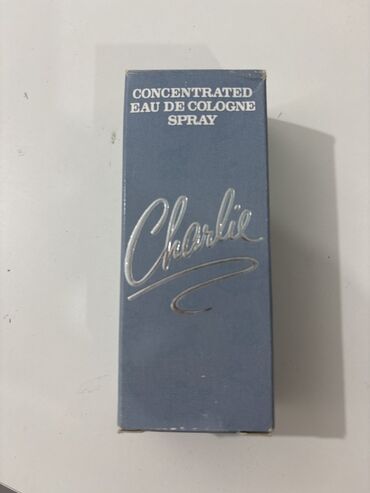 CONCENTRATED
EAU DE COLOGNE
SPRAY
Charlie